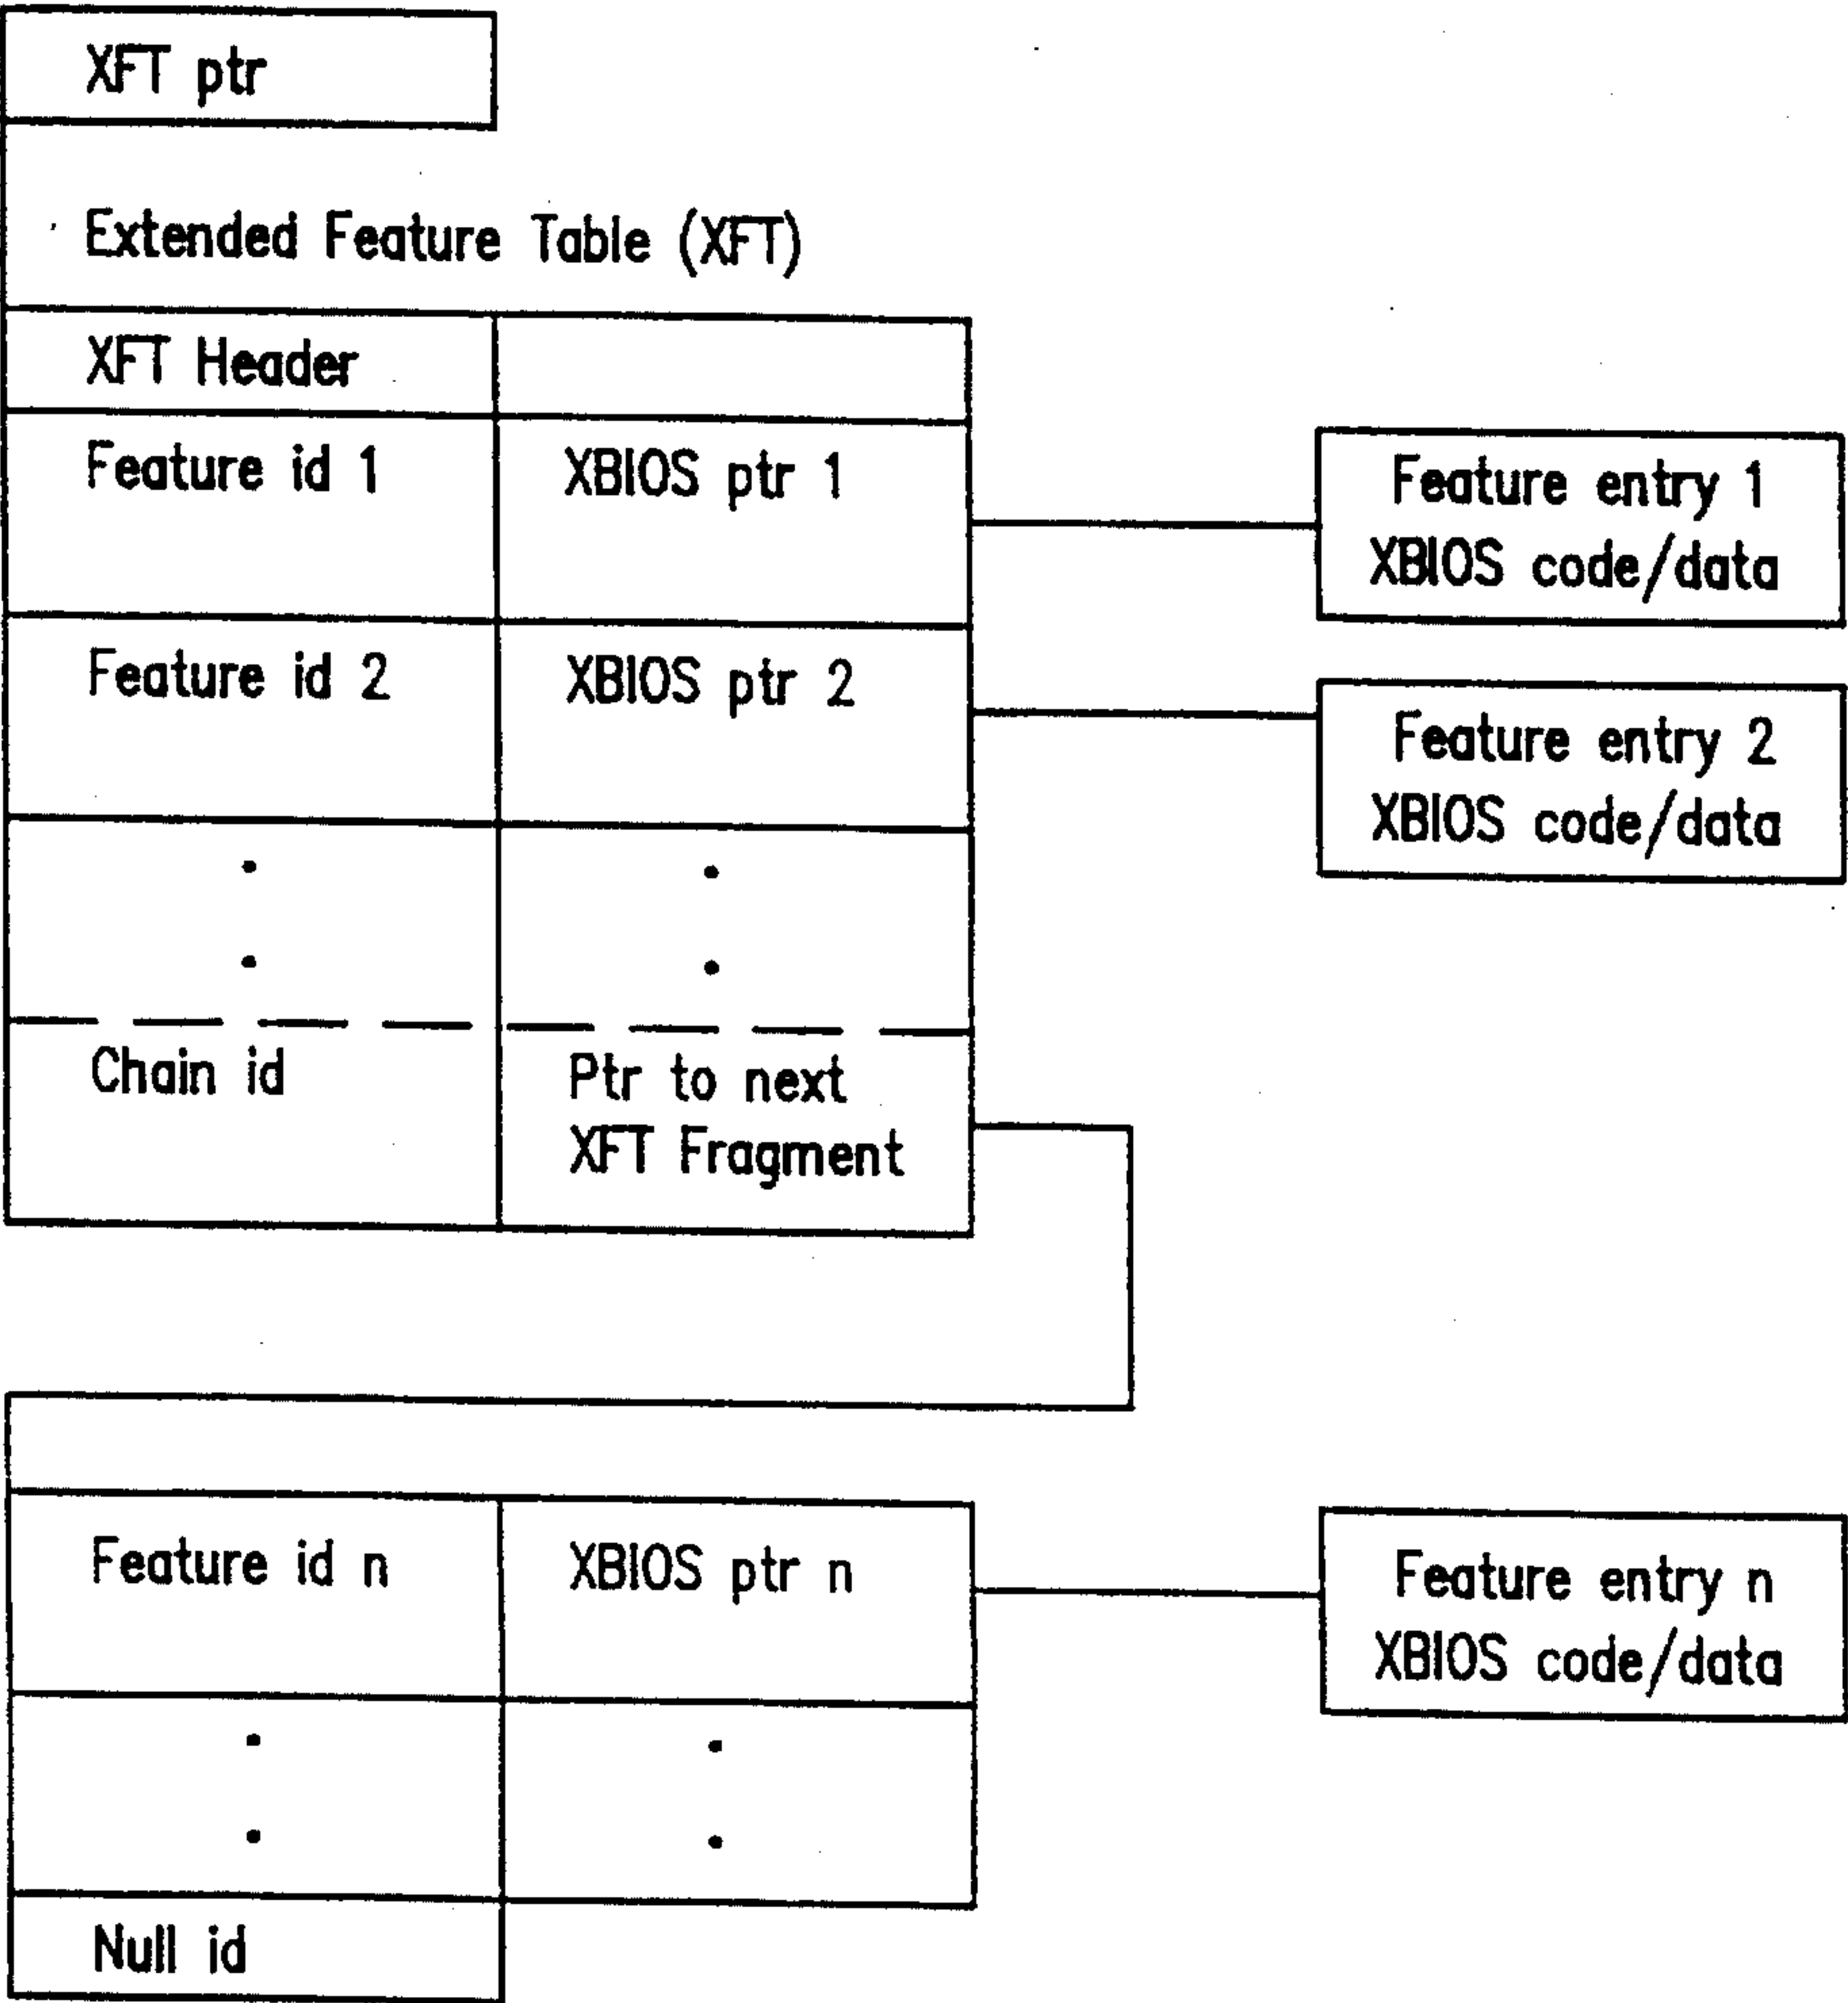 XFT ptr
Extended Feature Table (XFT)
XFT Header
Feature id 1 XBIOS ptr 1
Feature entry 1
XBIOS code/data
Feature id 2 XBIOS ptr 2
Feature entry 2
XBIOS code/data
Chain id Ptr to next
XFT Fragment
Feature id n XBIOS ptr n
Feature entry n
XBIOS code/data
Null id